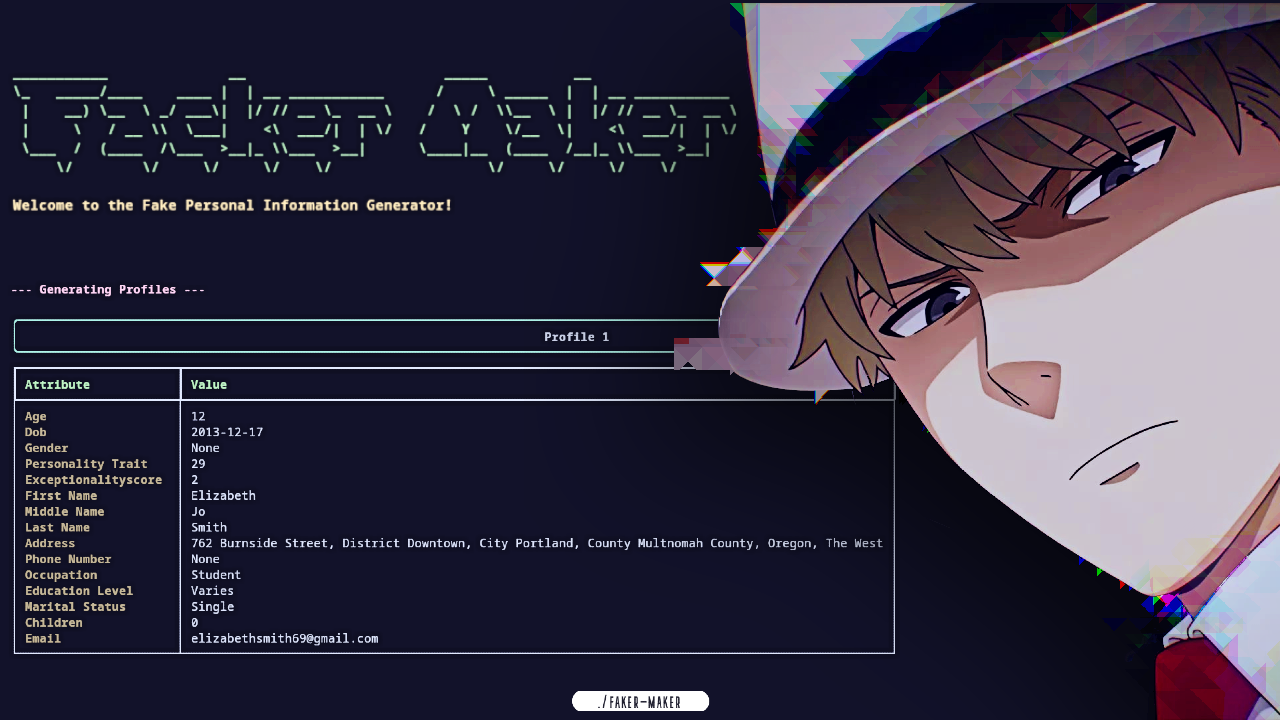 Facker Maker
Welcome to the Fake Personal Information Generator!
--- Generating Profiles ---
Profile 1
Attribute Value
Age 12
Dob 2013-12-17
Gender None
Personality Trait 29
Exceptionalityscore 2
First Name Elizabeth
Middle Name Jo
Last Name Smith
Address 762 Burnside Street, District Downtown, City Portland, County Multnomah County, Oregon, The West
Phone Number None
Occupation Student
Education Level Varies
Marital Status Single
Children 0
Email elizabethsmith69@gmail.com
./FAKER-MAKER